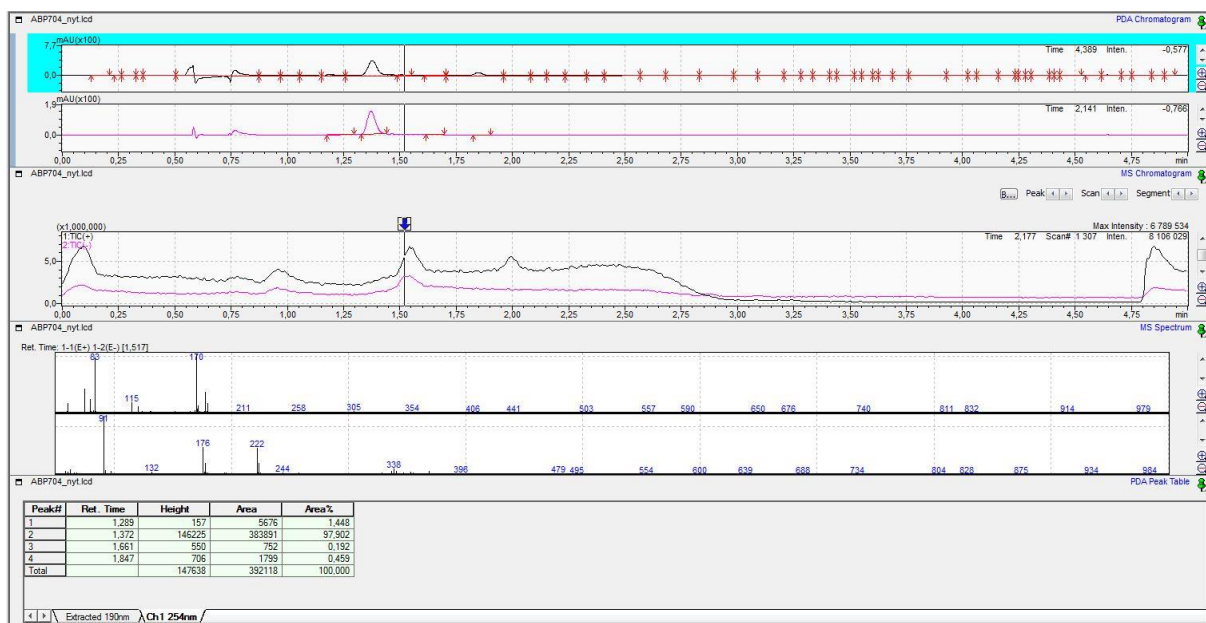 ABP704_nyt.lcd PDA Chromatogram
mAU(x100)
7,7 Time 4,389 Inten. -0,577
0,0
mAU(x100)
1,9 Time 2,141 Inten. -0,766
0,0
0,00 0,25 0,50 0,75 1,00 1,25 1,50 1,75 2,00 2,25 2,50 2,75 3,00 3,25 3,50 3,75 4,00 4,25 4,50 4,75 min
ABP704_nyt.lcd MS Chromatogram
B... Peak Scan Segment
(x1,000,000) Max Intensity : 6 789 534
1:TIC(+) Time 2,177 Scan# 1 307 Inten. 8 106 029
2:TIC(-)
5,0
0,0
0,00 0,25 0,50 0,75 1,00 1,25 1,50 1,75 2,00 2,25 2,50 2,75 3,00 3,25 3,50 3,75 4,00 4,25 4,50 4,75 min
ABP704_nyt.lcd MS Spectrum
Ret. Time: 1-1(E+) 1-2(E-) [1,517]
83 170
115 211 258 305 354 406 441 503 557 590 650 676 740 811 832 914 979
91
176 222
132 244 338 396 479 495 554 600 639 688 734 804 828 875 934 984
ABP704_nyt.lcd PDA Peak Table
Peak# Ret. Time Height Area Area%
1 1,289 157 5676 1,448
2 1,372 146225 383891 97,902
3 1,661 550 752 0,192
4 1,847 706 1799 0,459
Total 147638 392118 100,000
Extracted 190nm Ch1 254nm